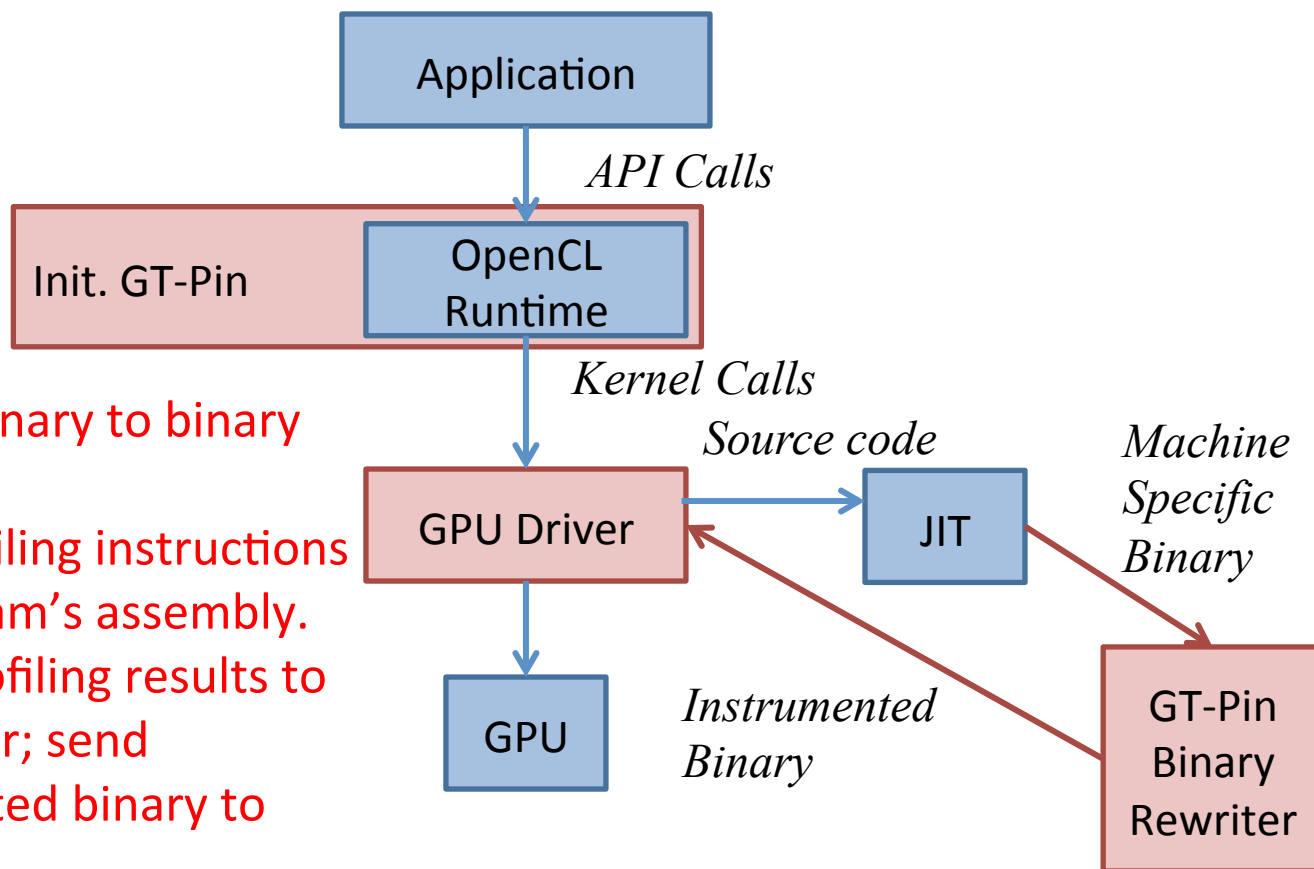 Application
API Calls
Init. GT-Pin
OpenCL
Runtime
Kernel Calls
nary to binary
Source code
Machine
Specific
Binary
GPU Driver
JIT
iling instructions
m's assembly.
ofiling results to
r; send
ted binary to
GPU
Instrumented
Binary
GT-Pin
Binary
Rewriter